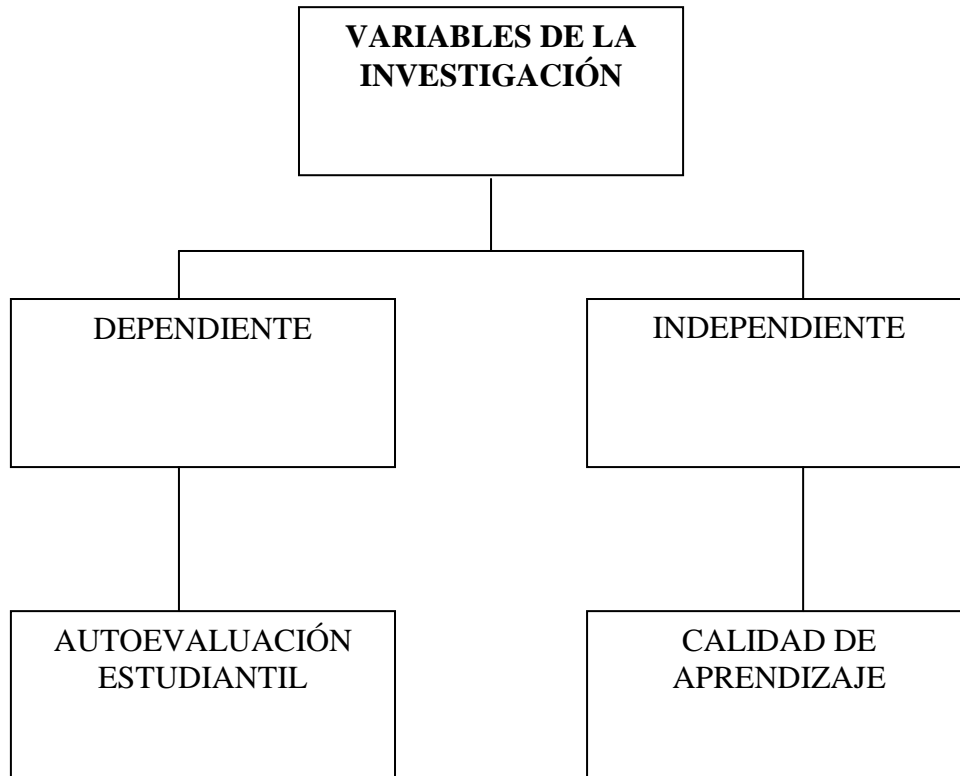 VARIABLES DE LA
INVESTIGACIÓN
DEPENDIENTE
INDEPENDIENTE
AUTOEVALUACIÓN
ESTUDIANTIL
CALIDAD DE
APRENDIZAJE